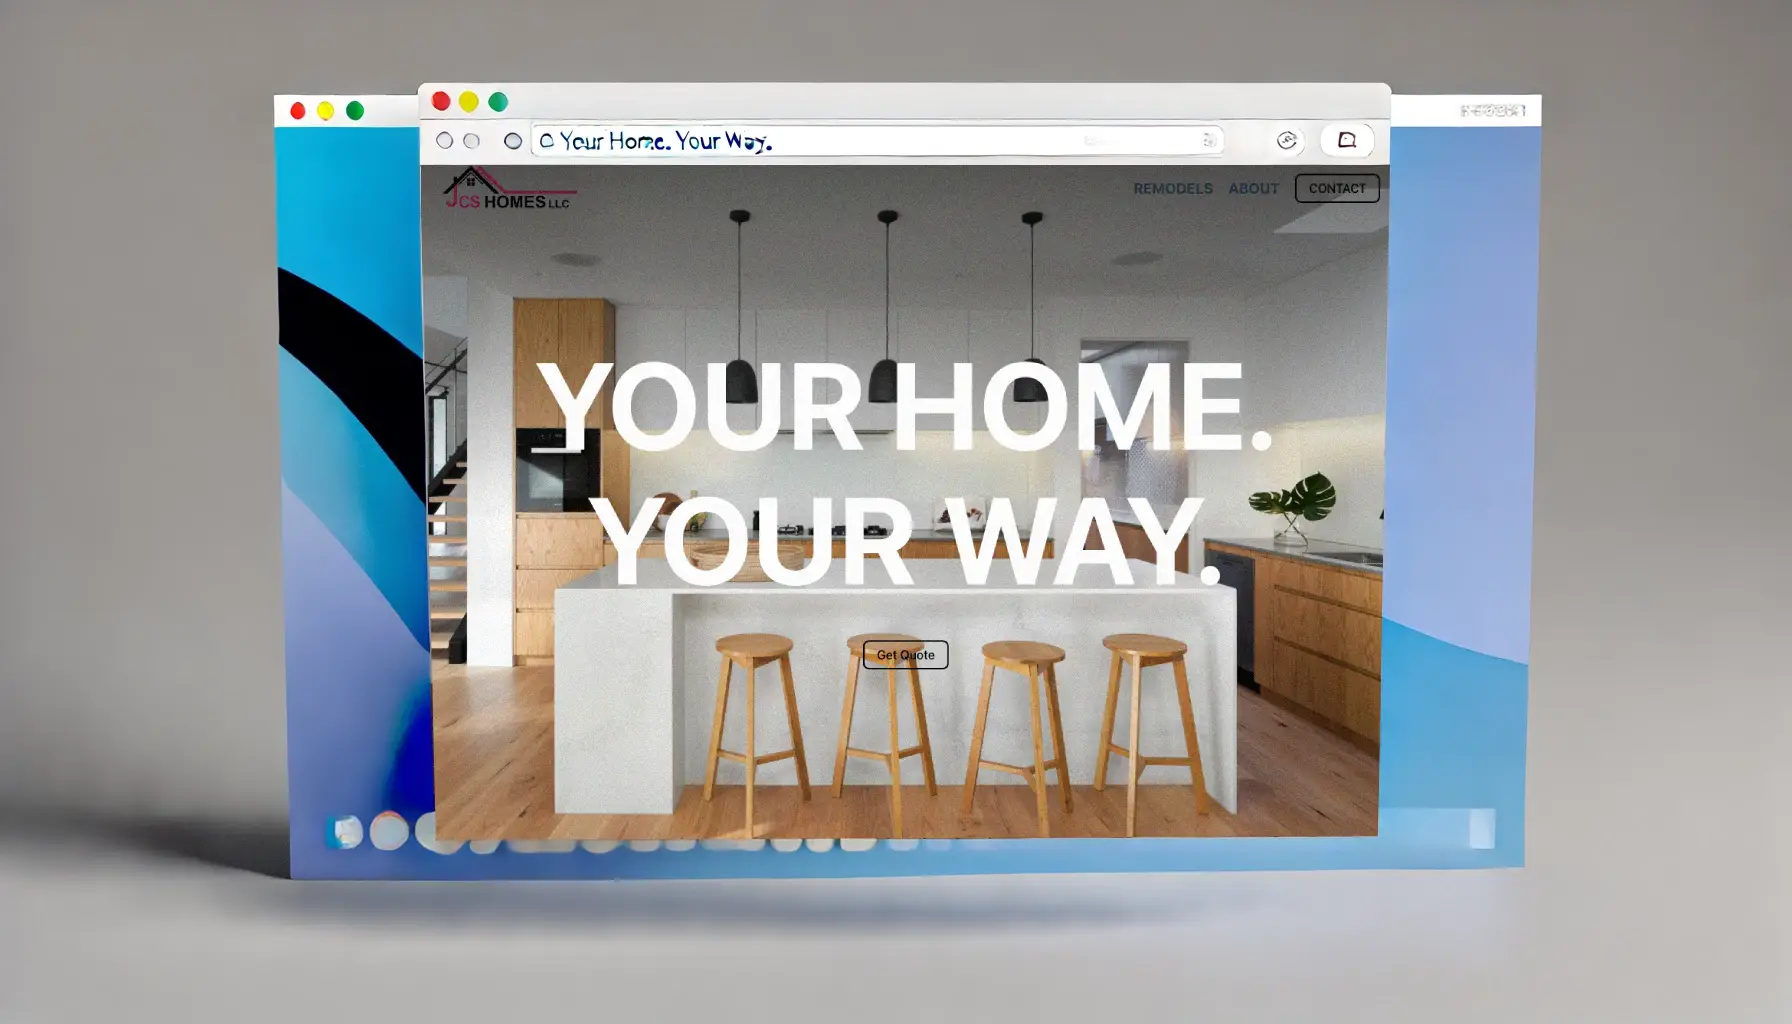 Your Home. Your Way.
JCS HOMES LLC
REMODELS ABOUT CONTACT
YOUR HOME.
YOUR WAY.
Get Quote